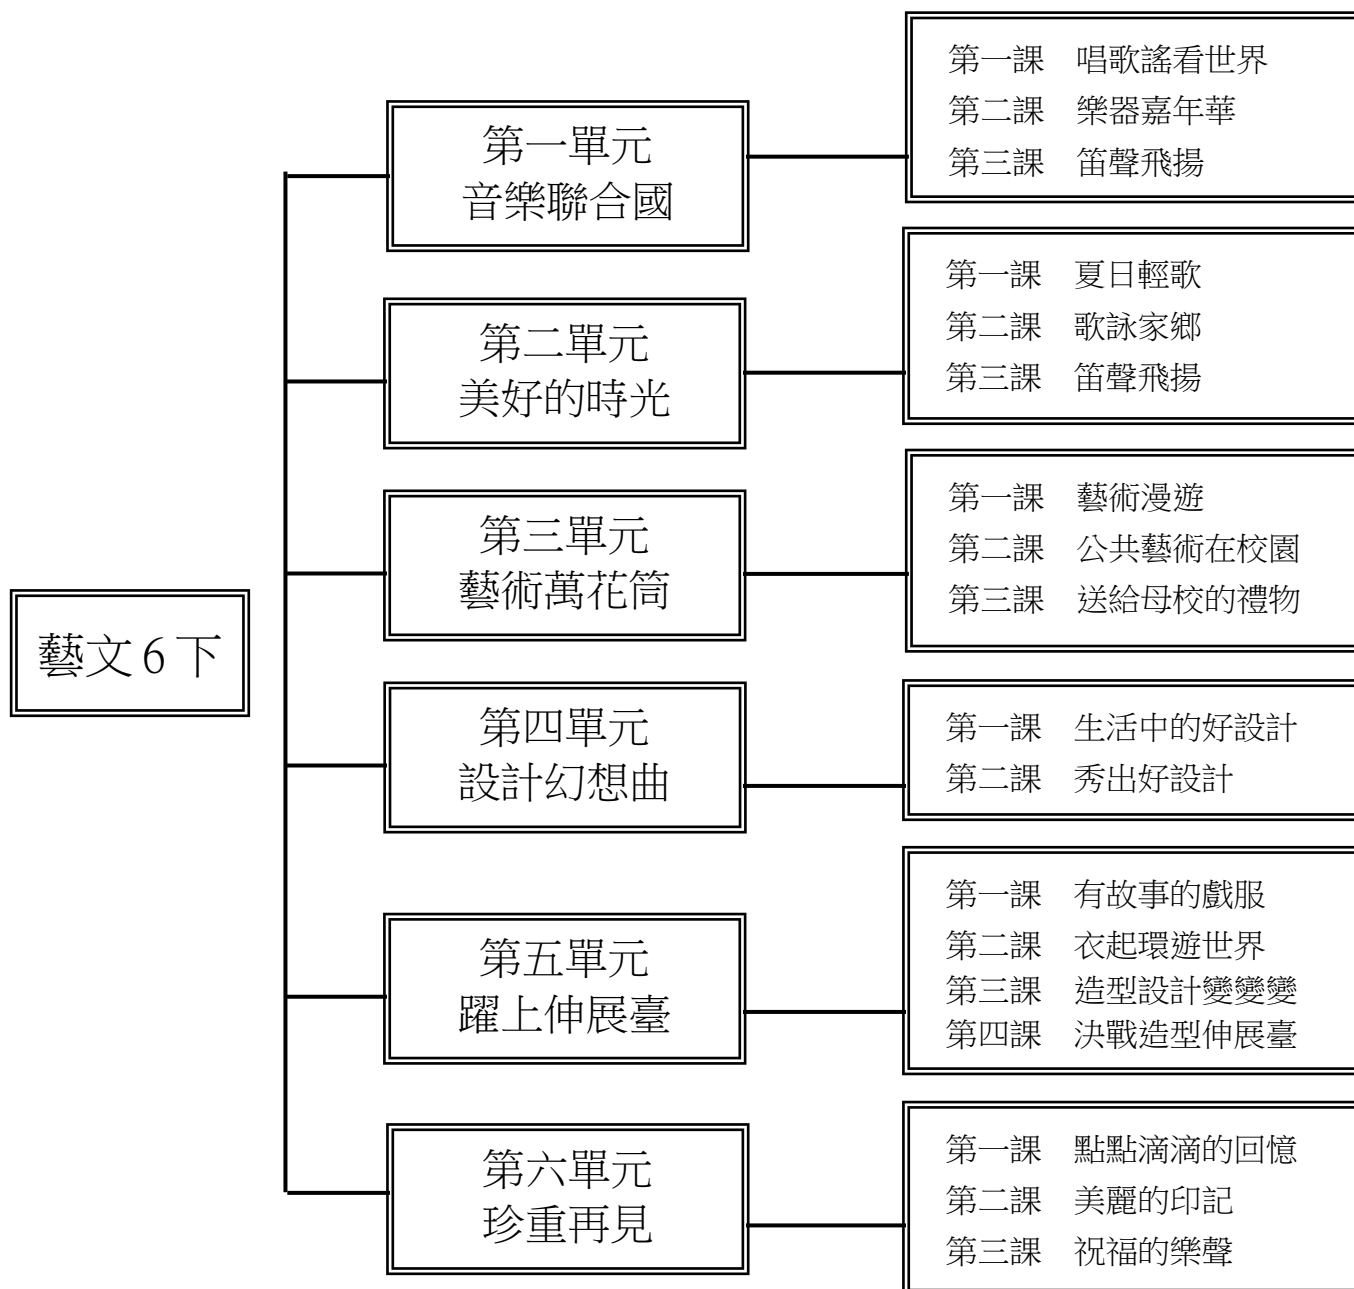 藝文6下
第一單元
音樂聯合國
第一課　唱歌謠看世界
第二課　樂器嘉年華
第三課　笛聲飛揚
第二單元
美好的時光
第一課　夏日輕歌
第二課　歌詠家鄉
第三課　笛聲飛揚
第三單元
藝術萬花筒
第一課　藝術漫遊
第二課　公共藝術在校園
第三課　送給母校的禮物
第四單元
設計幻想曲
第一課　生活中的好設計
第二課　秀出好設計
第五單元
躍上伸展臺
第一課　有故事的戲服
第二課　衣起環遊世界
第三課　造型設計變變變
第四課　決戰造型伸展臺
第六單元
珍重再見
第一課　點點滴滴的回憶
第二課　美麗的印記
第三課　祝福的樂聲